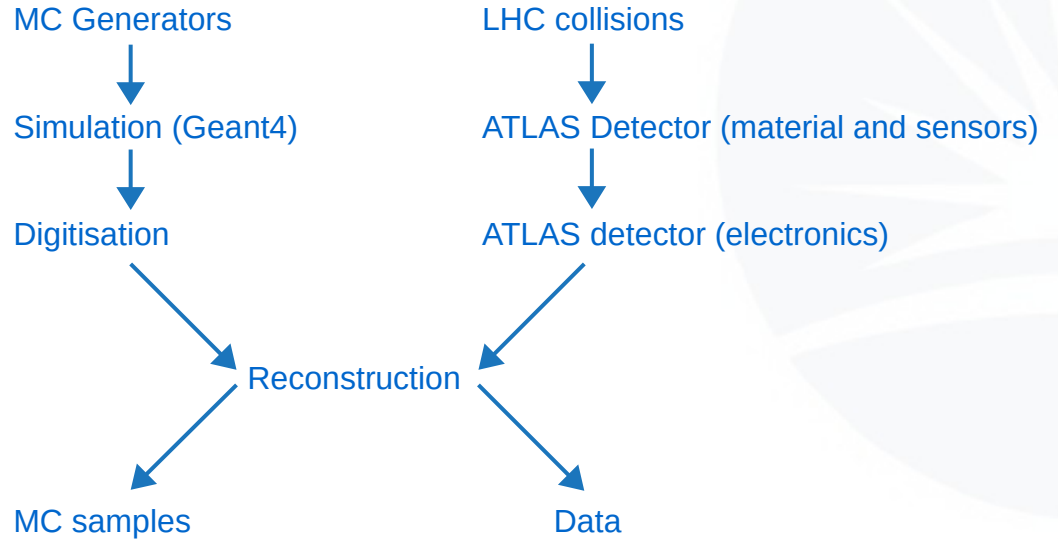 MC Generators
LHC collisions
Simulation (Geant4)
ATLAS Detector (material and sensors)
Digitisation
ATLAS detector (electronics)
Reconstruction
MC samples
Data